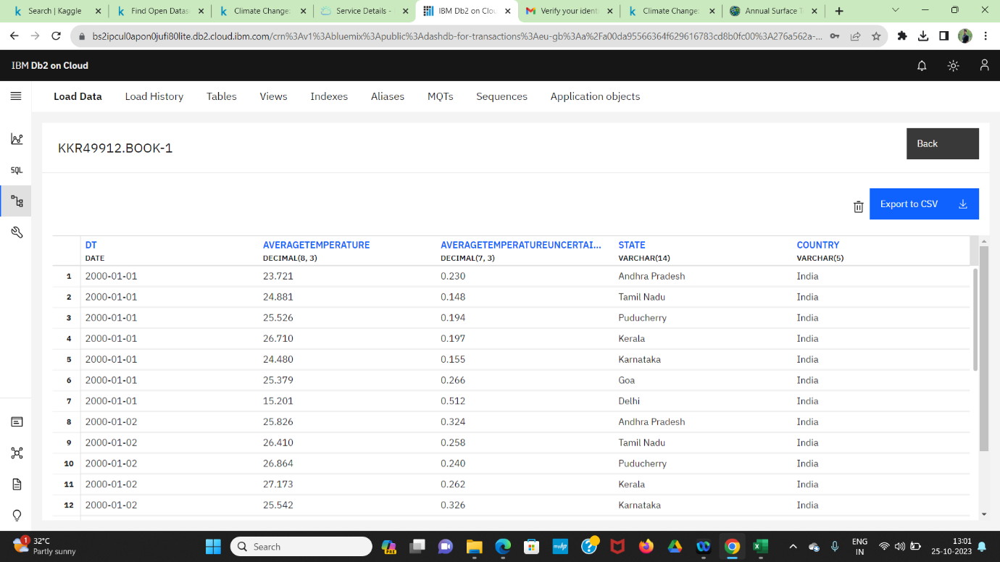 Search | Kaggle
Find Open Datas
Climate Change:
Service Details -
IBM Db2 on Clou
Verify your ident
Climate Change:
Annual Surface T
bs2ipcul0apon0jufi80lite.db2.cloud.ibm.com/crn%3Av1%3Abluemix%3Apublic%3Adashdb-for-transactions%3Aeu-gb%3Aa%2Fa00da95566364f629616783cd8b0fc00%3A276a562a-...
IBM Db2 on Cloud
Load Data Load History Tables Views Indexes Aliases MQTs Sequences Application objects
KKR49912.BOOK-1
Back
SQL
Export to CSV
DT AVERAGETEMPERATURE AVERAGETEMPERATUREUNCERTAI... STATE COUNTRY
DATE DECIMAL(8, 3) DECIMAL(7, 3) VARCHAR(14) VARCHAR(5)
1 2000-01-01 23.721 0.230 Andhra Pradesh India
2 2000-01-01 24.881 0.148 Tamil Nadu India
3 2000-01-01 25.526 0.194 Puducherry India
4 2000-01-01 26.710 0.197 Kerala India
5 2000-01-01 24.480 0.155 Karnataka India
6 2000-01-01 25.379 0.266 Goa India
7 2000-01-01 15.201 0.512 Delhi India
8 2000-01-02 25.826 0.324 Andhra Pradesh India
9 2000-01-02 26.410 0.258 Tamil Nadu India
10 2000-01-02 26.864 0.240 Puducherry India
11 2000-01-02 27.173 0.262 Kerala India
12 2000-01-02 25.542 0.326 Karnataka India
1
32°C
Partly sunny
Search
PRE
myhp
ENG
IN
13:01
25-10-2023